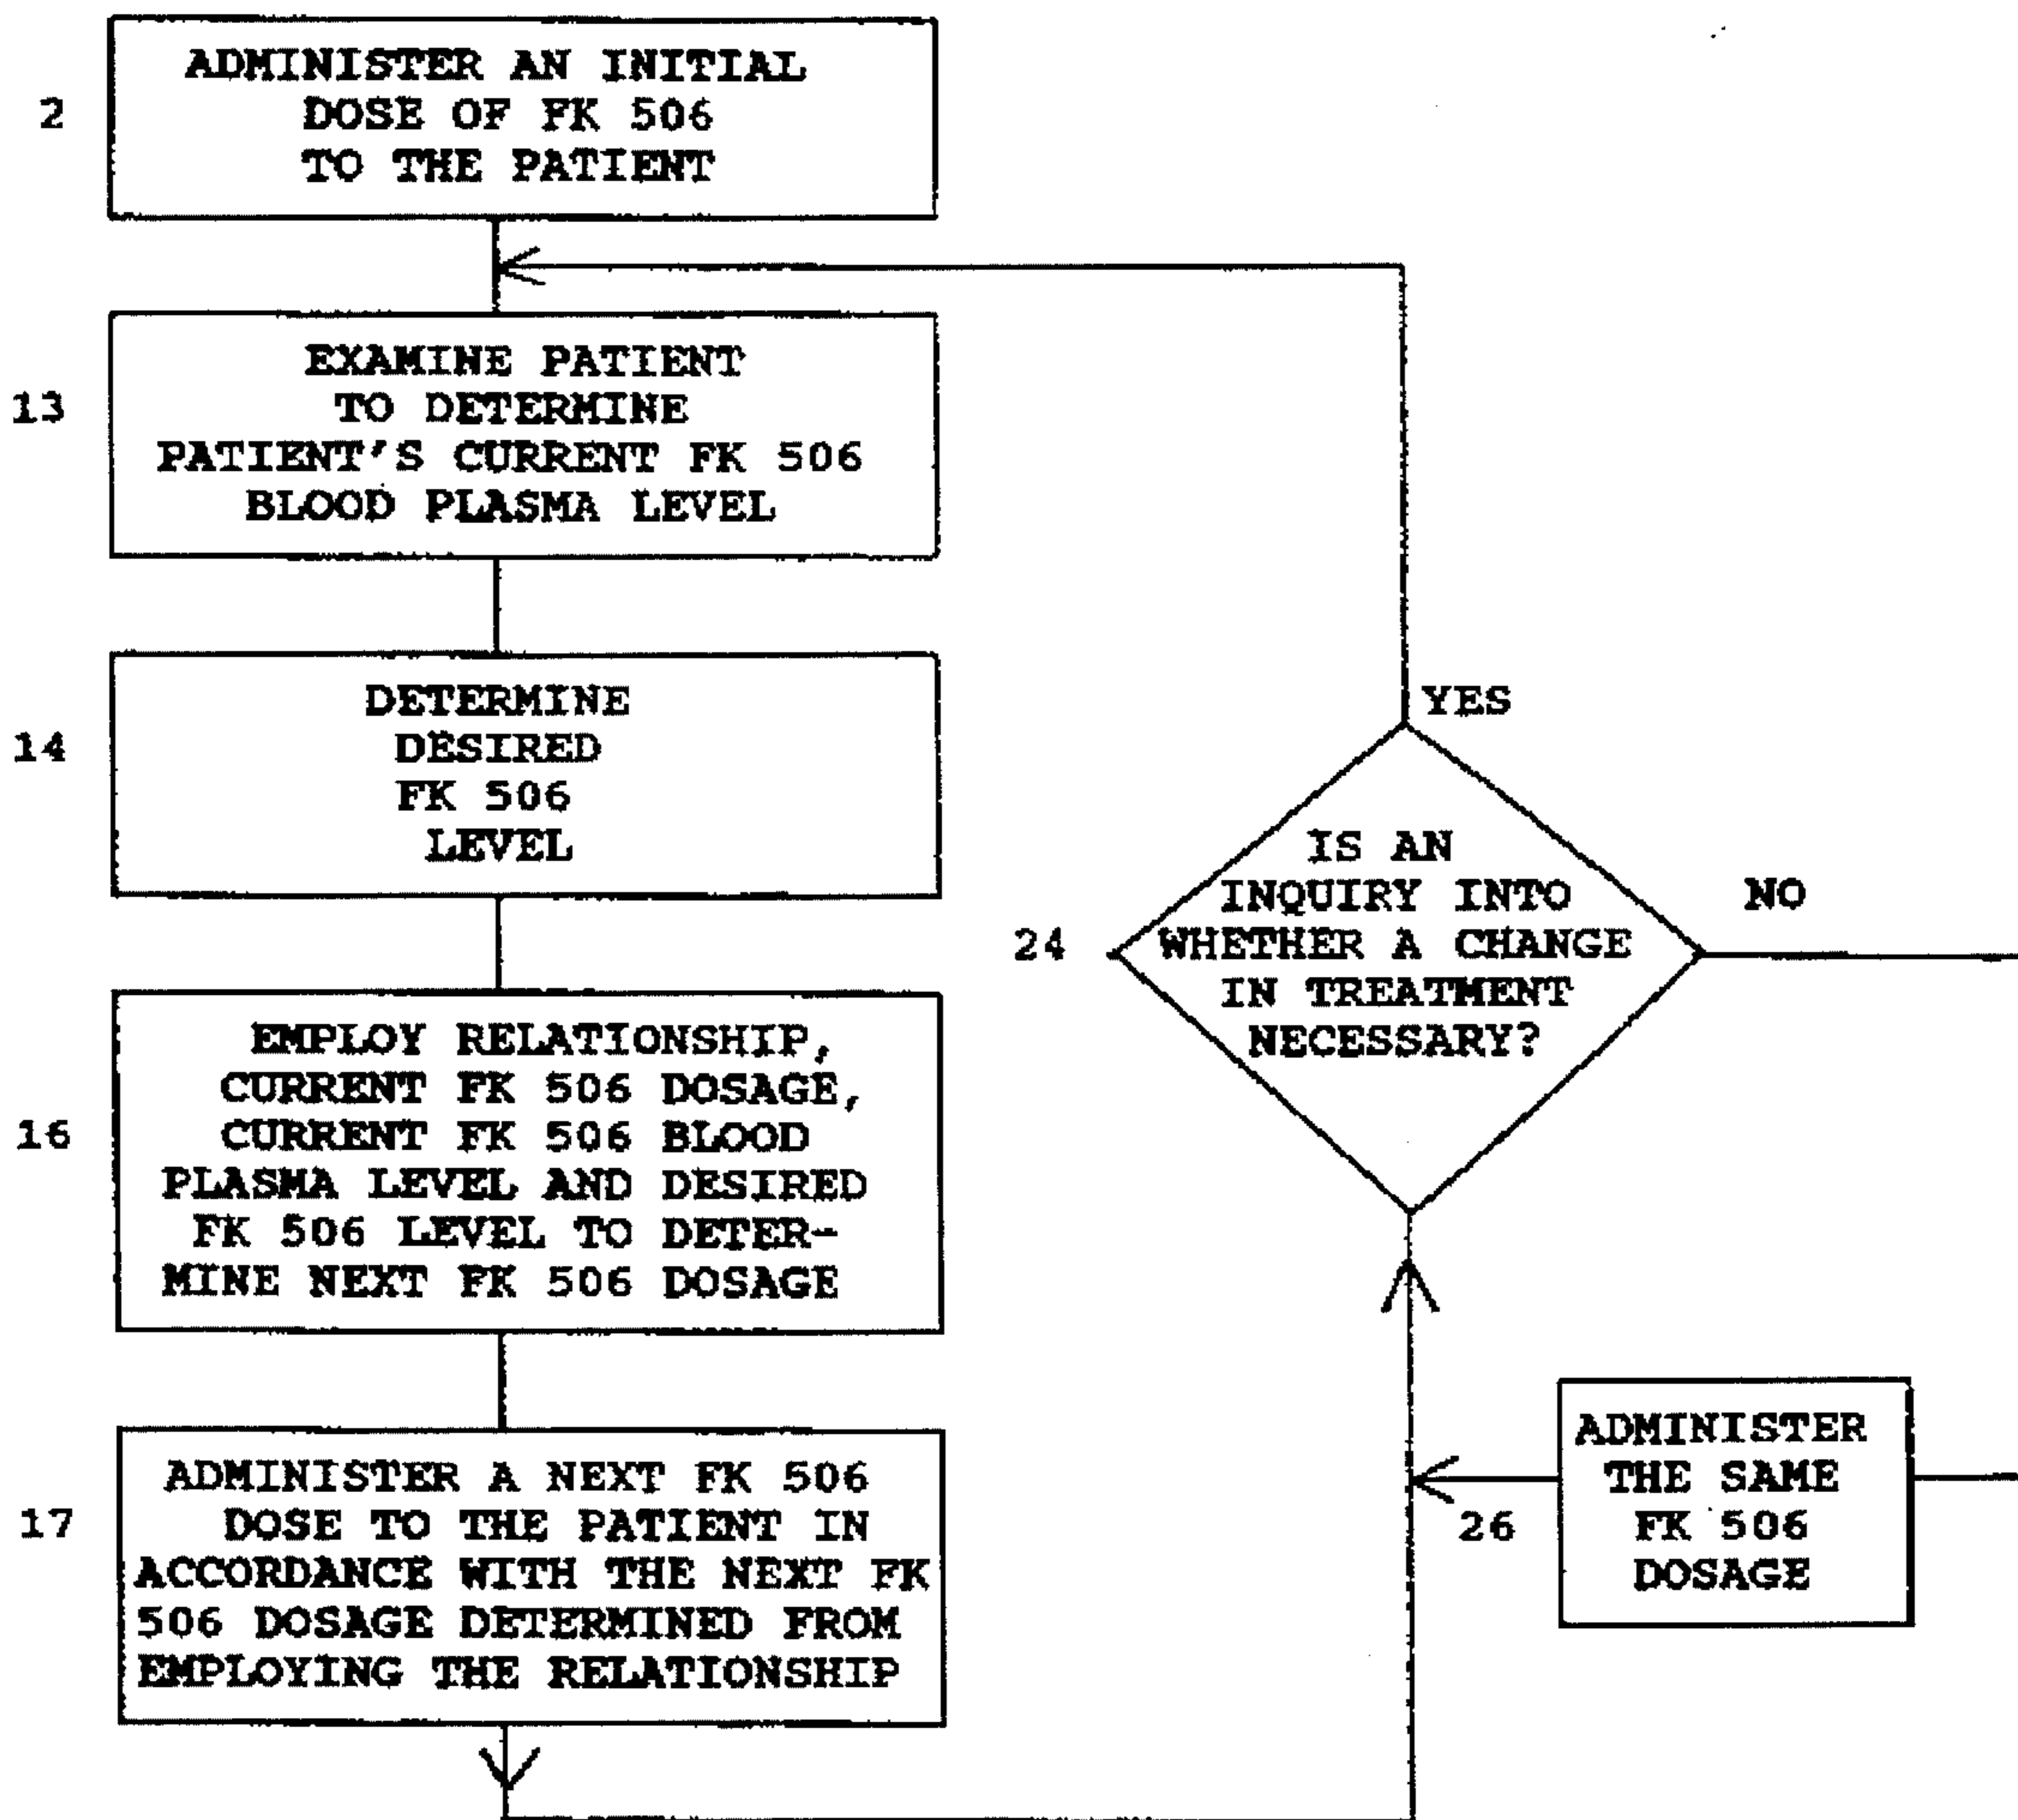 2
ADMINISTER AN INITIAL
DOSE OF FK 506
TO THE PATIENT
13
EXAMINE PATIENT
TO DETERMINE
PATIENT'S CURRENT FK 506
BLOOD PLASMA LEVEL
14
DETERMINE
DESIRED
FK 506
LEVEL
16
EMPLOY RELATIONSHIP,
CURRENT FK 506 DOSAGE,
CURRENT FK 506 BLOOD
PLASMA LEVEL AND DESIRED
FK 506 LEVEL TO DETER-
MINE NEXT FK 506 DOSAGE
17
ADMINISTER A NEXT FK 506
DOSE TO THE PATIENT IN
ACCORDANCE WITH THE NEXT FK
506 DOSAGE DETERMINED FROM
EMPLOYING THE RELATIONSHIP
YES
24
IS AN
INQUIRY INTO
WHETHER A CHANGE
IN TREATMENT
NECESSARY?
NO
26
ADMINISTER
THE SAME
FK 506
DOSAGE